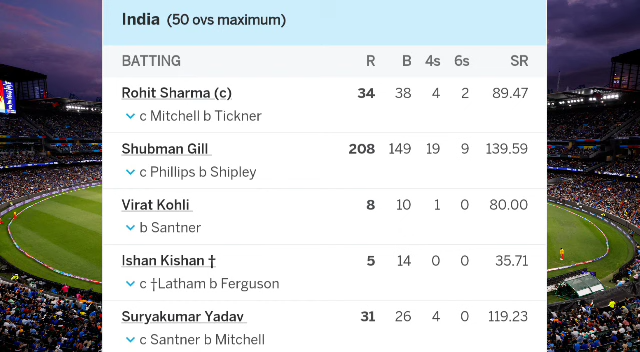 India (50 ovs maximum)
BATTING R B 4s 6s SR
Rohit Sharma (c) 34 38 4 2 89.47
c Mitchell b Tickner
Shubman Gill 208 149 19 9 139.59
c Phillips b Shipley
Virat Kohli 8 10 1 0 80.00
b Santner
Ishan Kishan † 5 14 0 0 35.71
c †Latham b Ferguson
Suryakumar Yadav 31 26 4 0 119.23
c Santner b Mitchell